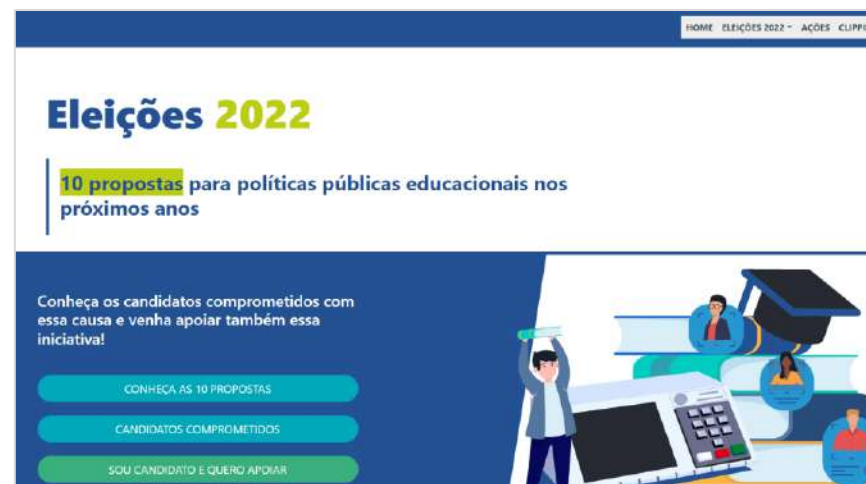 HOME ELEIÇÕES 2022 AÇÕES
Eleições 2022
10 propostas para políticas públicas educacionais nos
próximos anos
Conheça os candidatos comprometidos com
essa causa e venha apoiar também essa
iniciativa!
CONHEÇA AS 10 PROPOSTAS
CANDIDATOS COMPROMETIDOS
SOU CANDIDATO E QUERO APOIAR